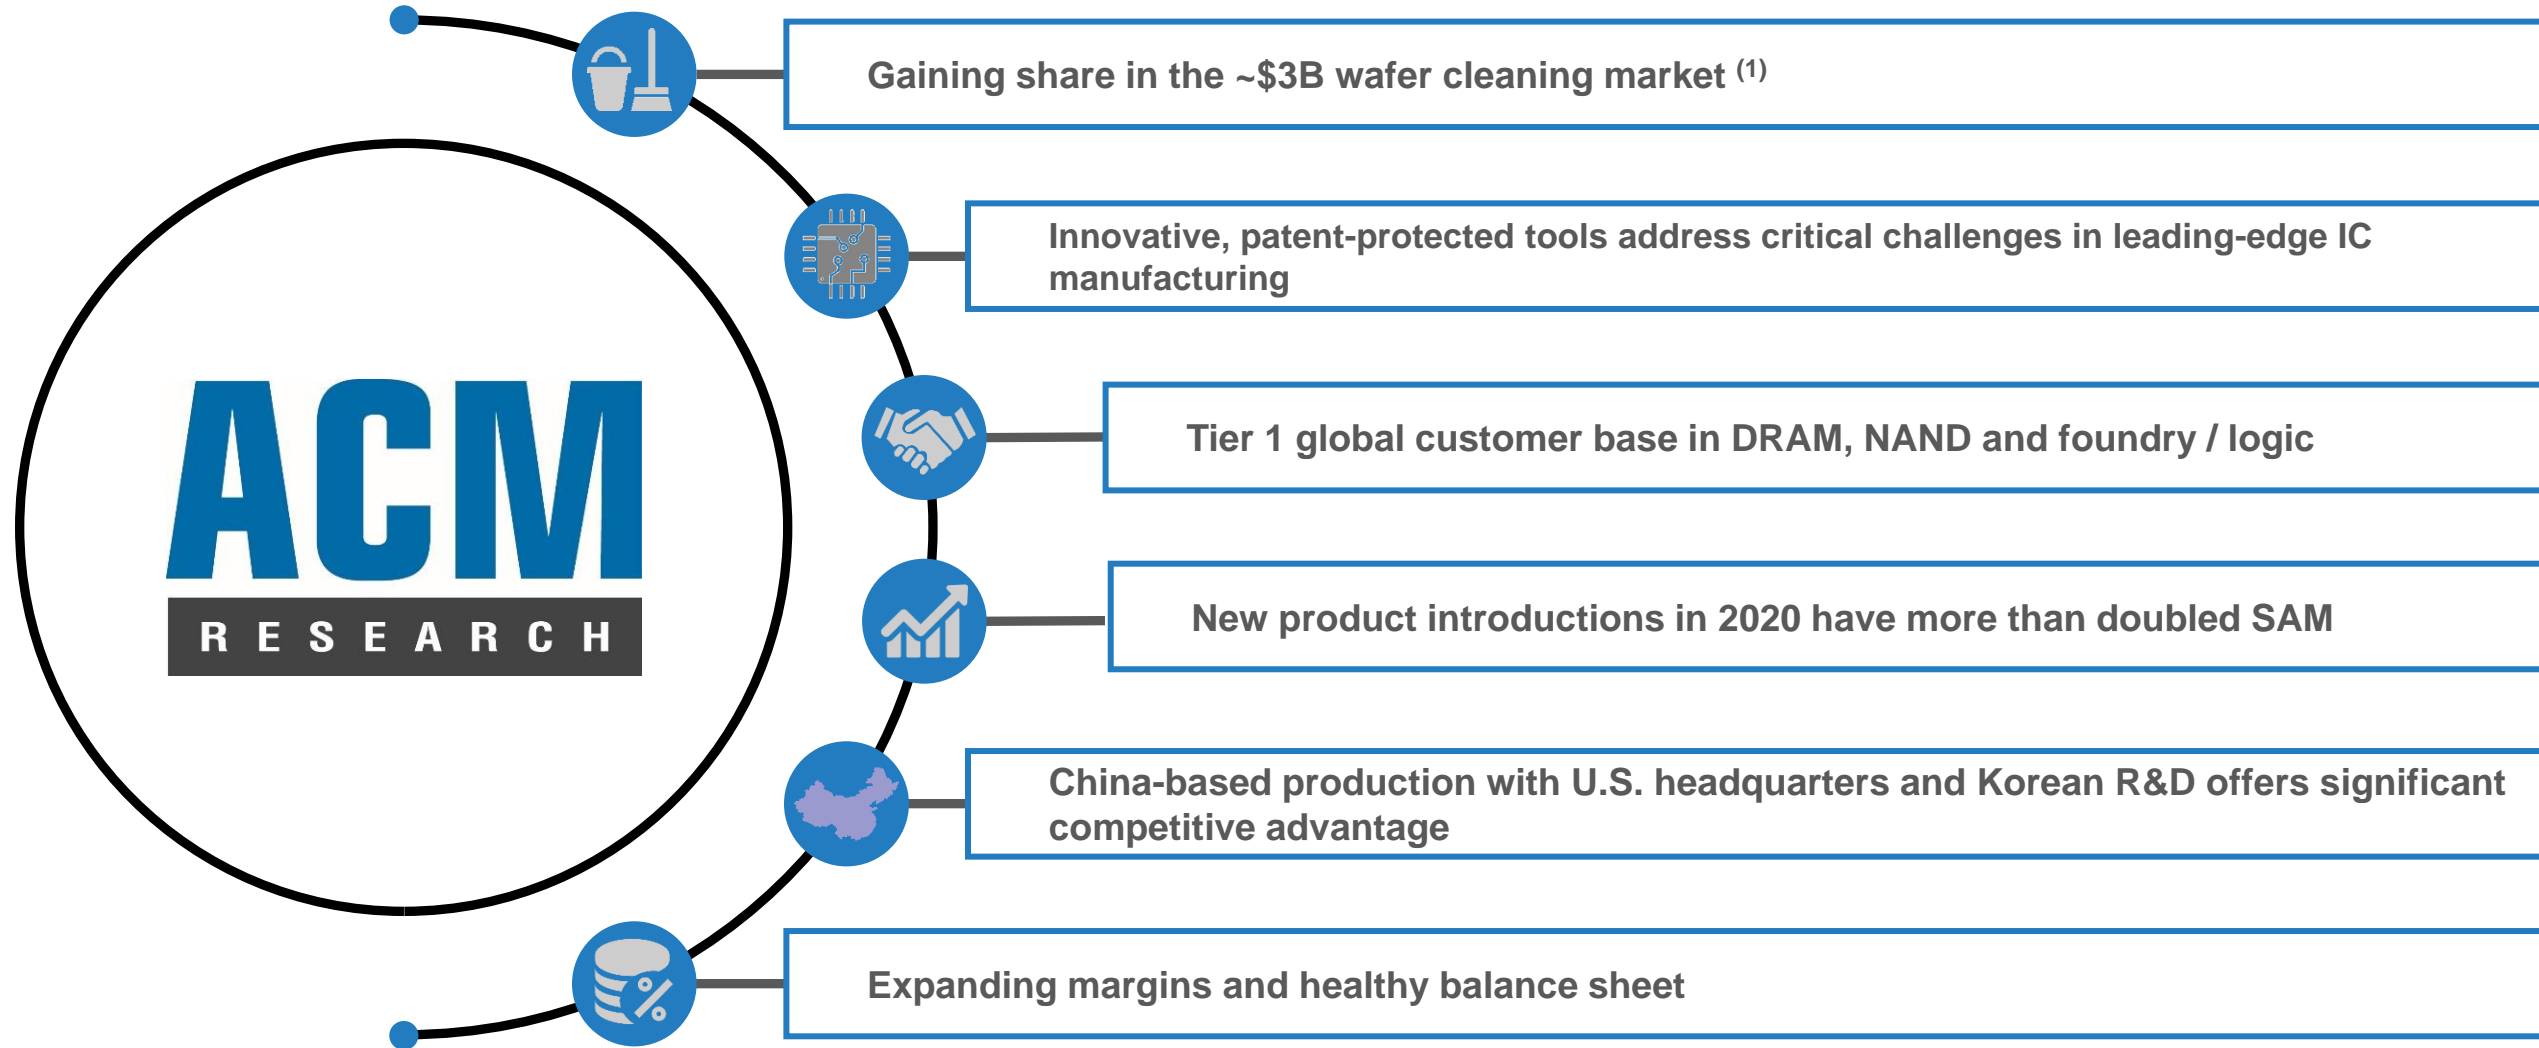 ACM
RESEARCH
Gaining share in the ~$3B wafer cleaning market (1)
Innovative, patent-protected tools address critical challenges in leading-edge IC
manufacturing
Tier 1 global customer base in DRAM, NAND and foundry / logic
New product introductions in 2020 have more than doubled SAM
China-based production with U.S. headquarters and Korean R&D offers significant
competitive advantage
Expanding margins and healthy balance sheet